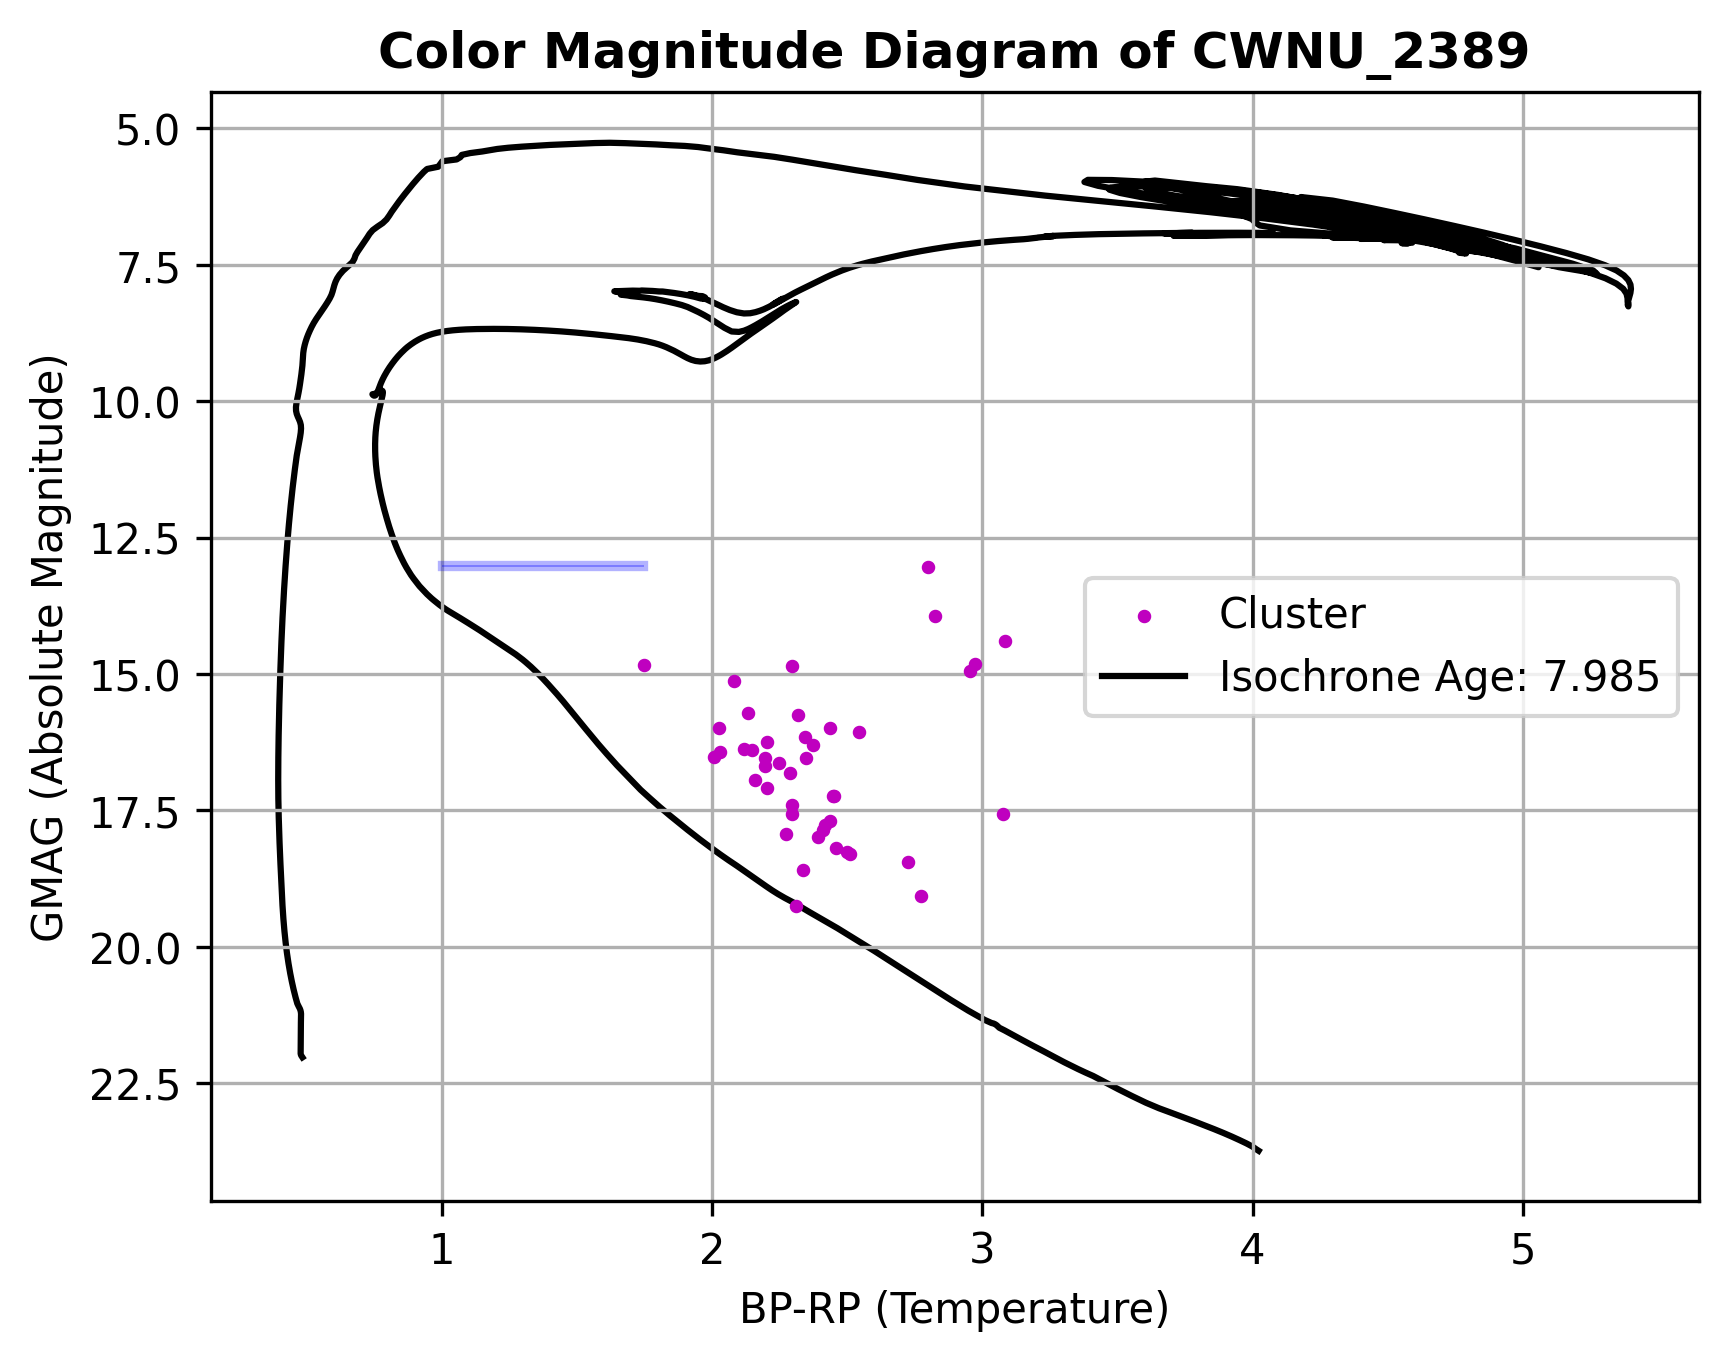 Color Magnitude Diagram of CWNU_2389
GMAG (Absolute Magnitude)
5.0
7.5
10.0
12.5
15.0
17.5
20.0
22.5
Cluster
Isochrone Age: 7.985
1 2 3 4 5
BP-RP (Temperature)